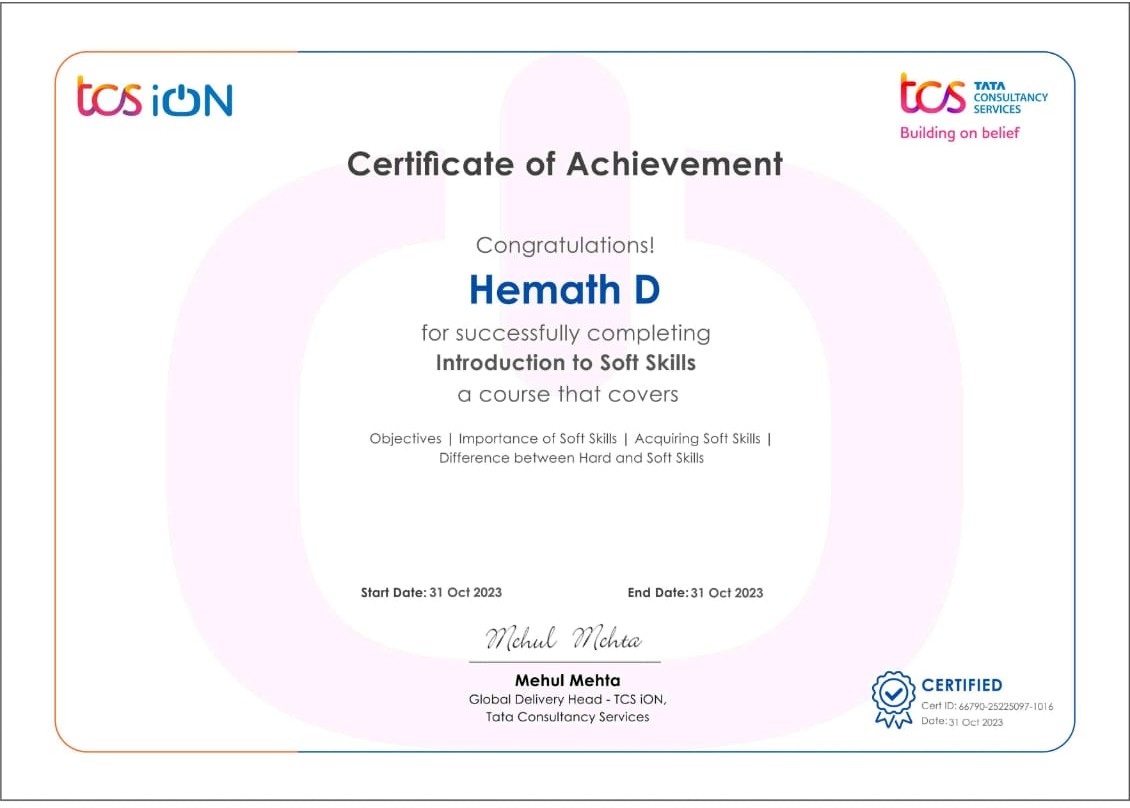 tcs iON
tcs TATA
CONSULTANCY
SERVICES
Building on belief
Certificate of Achievement
Congratulations!
Hemath D
for successfully completing
Introduction to Soft Skills
a course that covers
Objectives | Importance of Soft Skills | Acquiring Soft Skills |
Difference between Hard and Soft Skills
Start Date: 31 Oct 2023 End Date: 31 Oct 2023
Mehul Mehta
Mehul Mehta
Global Delivery Head - TCS iON,
Tata Consultancy Services
CERTIFIED
Cert ID: 66790-25225097-1016
Date: 31 Oct 2023